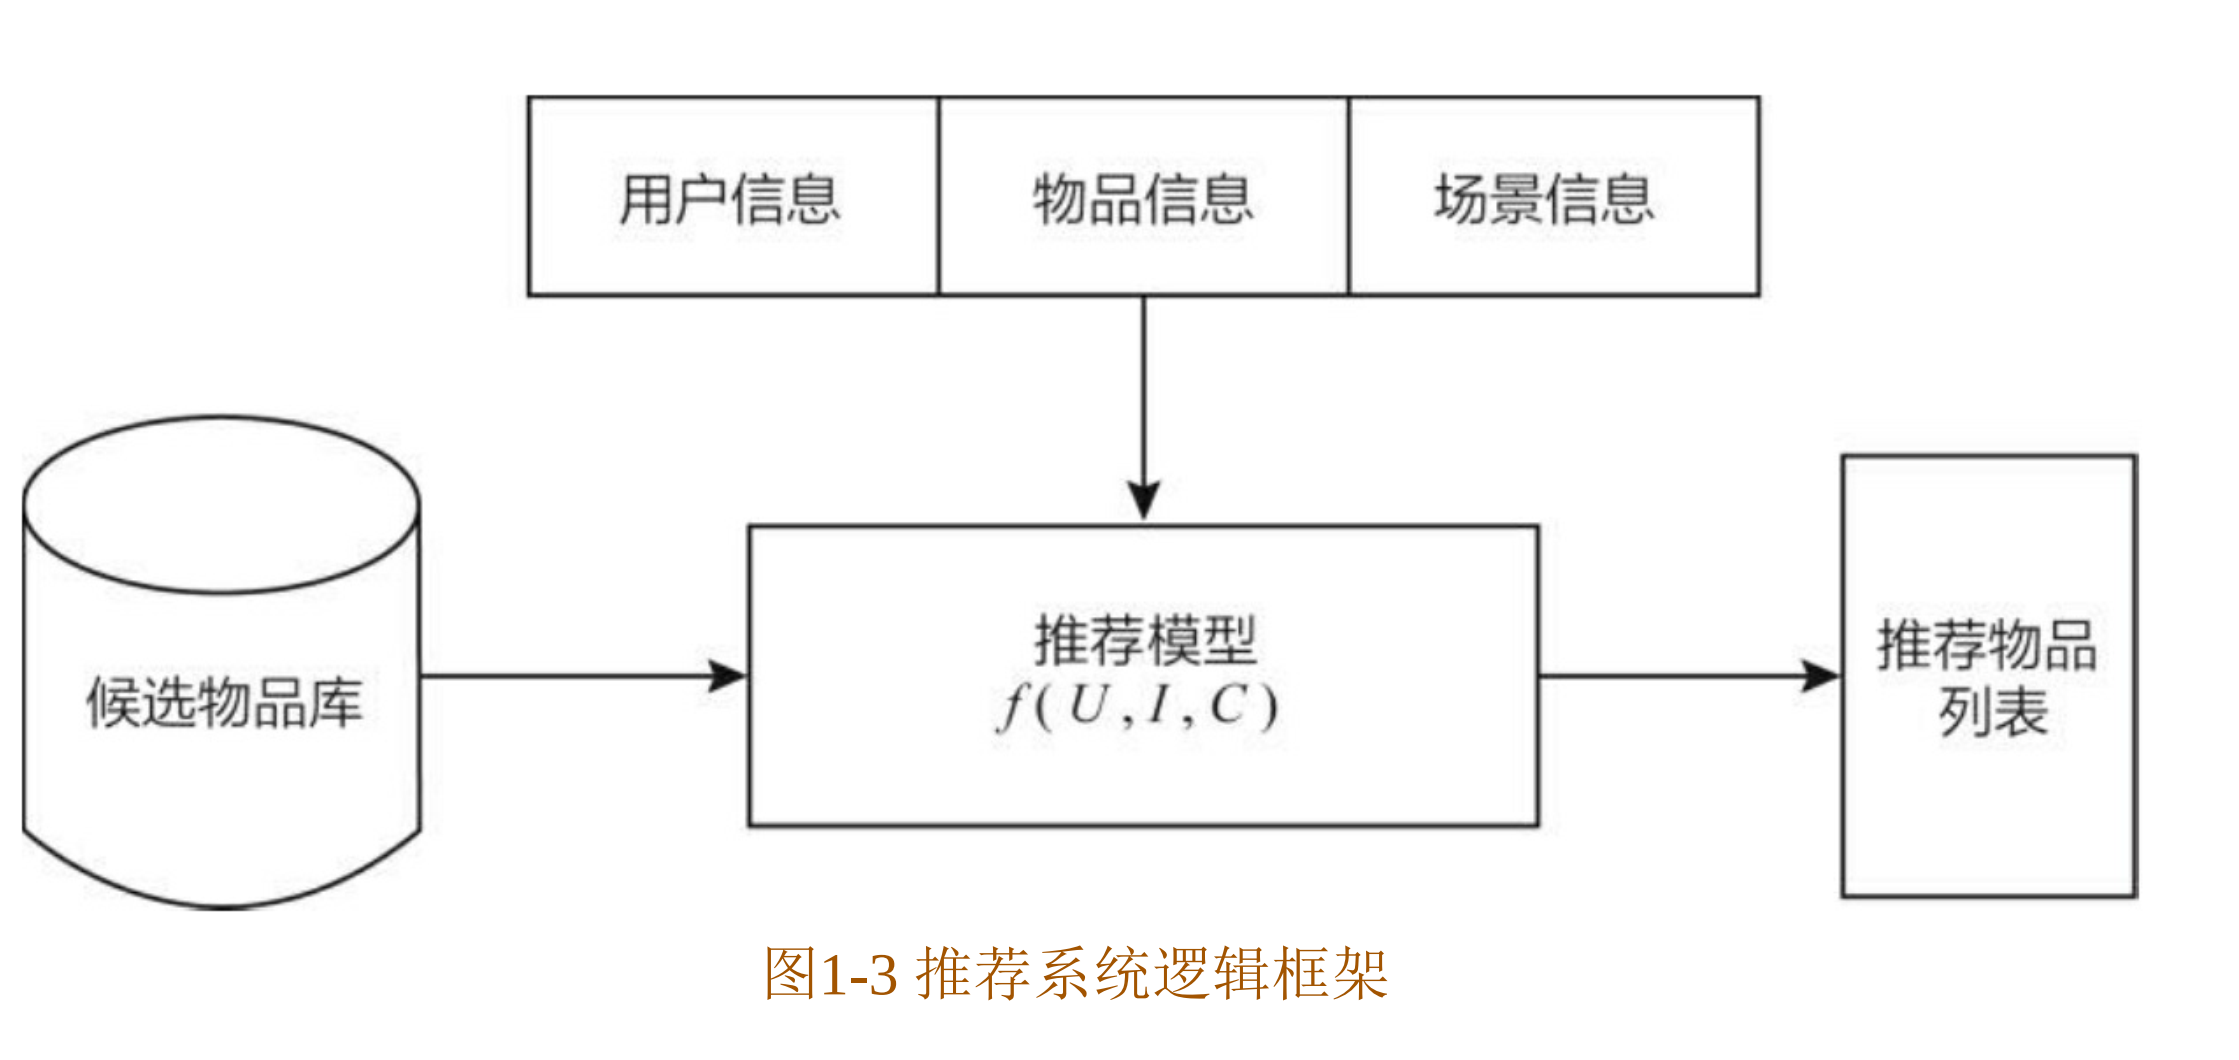 用户信息
物品信息
场景信息
候选物品库
推荐模型
f(U,I,C)
推荐物品
列表
图1-3 推荐系统逻辑框架